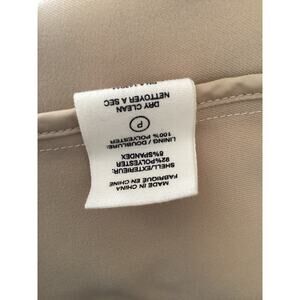 MADE IN CHINA
FABRIQUE EN CHINE
SHELL/EXTERIEUR:
92%POLYESTER
8%SPANDEX
LINING / DOUBLURE:
100% POLYESTER
P
DRY CLEAN
NETTOYER A SEC